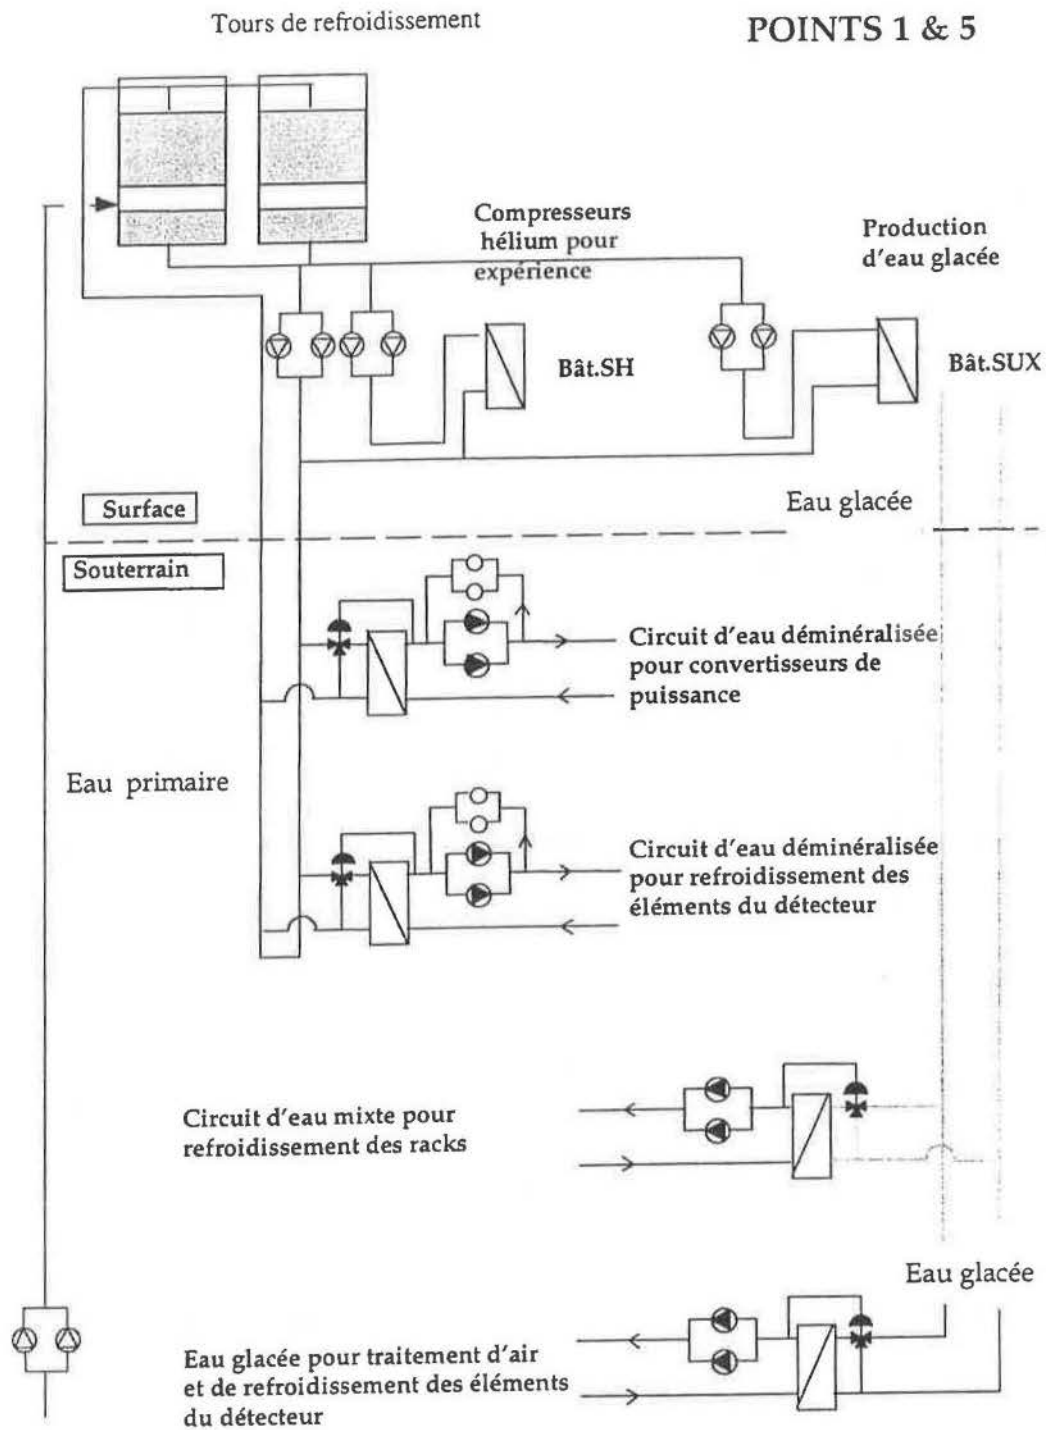 Tours de refroidissement
POINTS 1 & 5
Compresseurs
hélium pour
expérience
Production
d'eau glacée
Bât.SH
Bât.SUX
Surface
Eau glacée
Souterrain
Circuit d'eau déminéralisée
pour convertisseurs de
puissance
Eau primaire
Circuit d'eau déminéralisée
pour refroidissement des
éléments du détecteur
Circuit d'eau mixte pour
refroidissement des racks
Eau glacée
Eau glacée pour traitement d'air
et de refroidissement des éléments
du détecteur